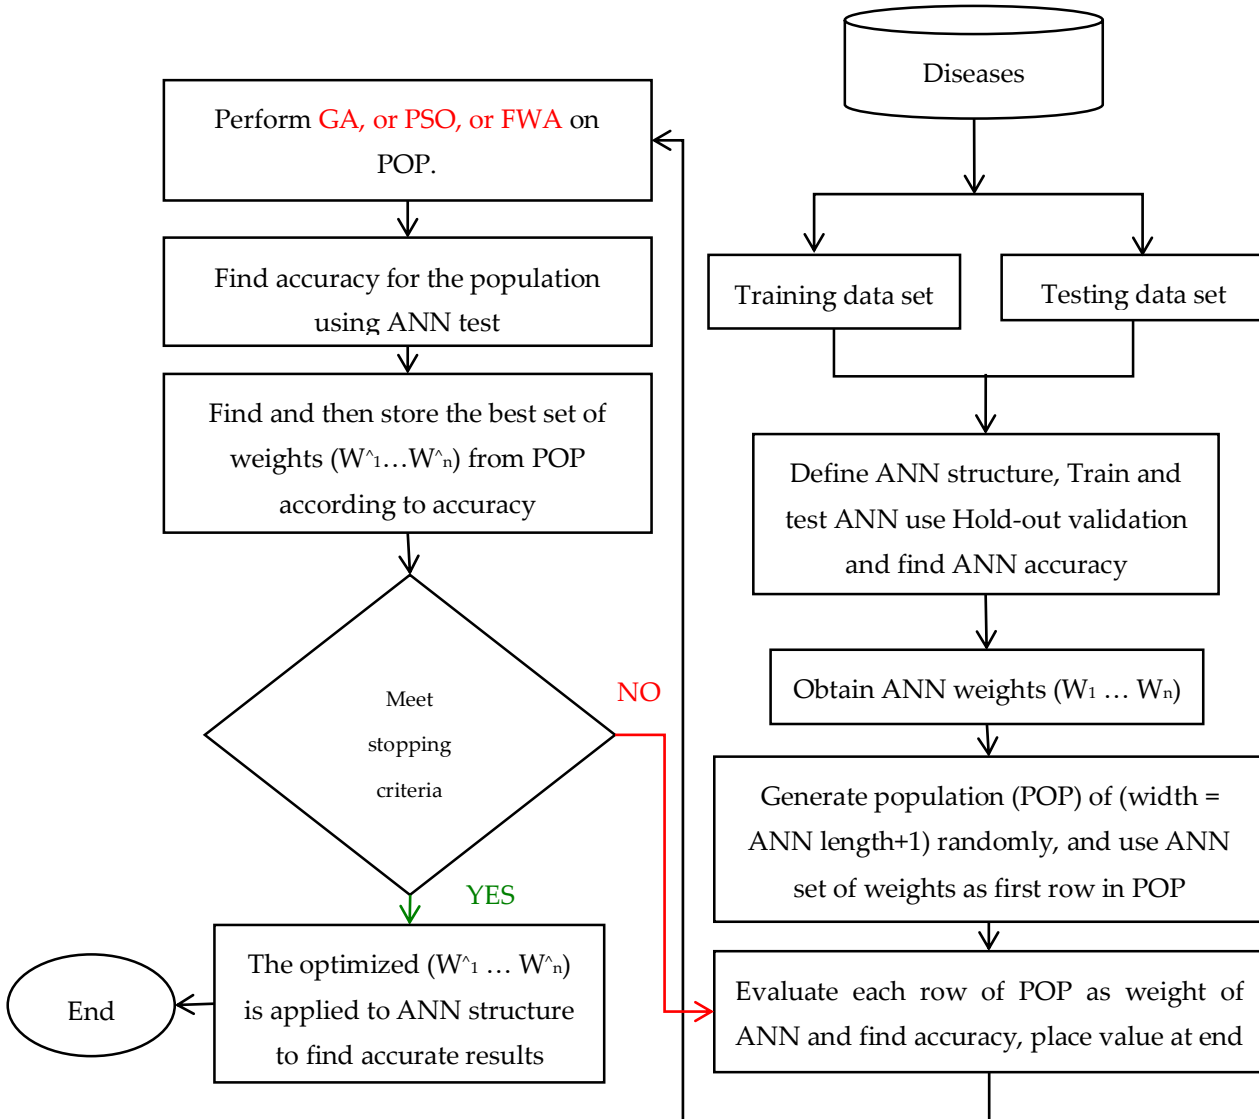 Diseases
Training data set
Testing data set
Define ANN structure, Train and
test ANN use Hold-out validation
and find ANN accuracy
Obtain ANN weights (W₁ … Wₙ)
Generate population (POP) of (width =
ANN length+1) randomly, and use ANN
set of weights as first row in POP
Evaluate each row of POP as weight of
ANN and find accuracy, place value at end
Perform GA, or PSO, or FWA on
POP.
Find accuracy for the population
using ANN test
Find and then store the best set of
weights (W^₁…W^ₙ) from POP
according to accuracy
Meet
stopping
criteria
NO
YES
The optimized (W^₁ … W^ₙ)
is applied to ANN structure
to find accurate results
End